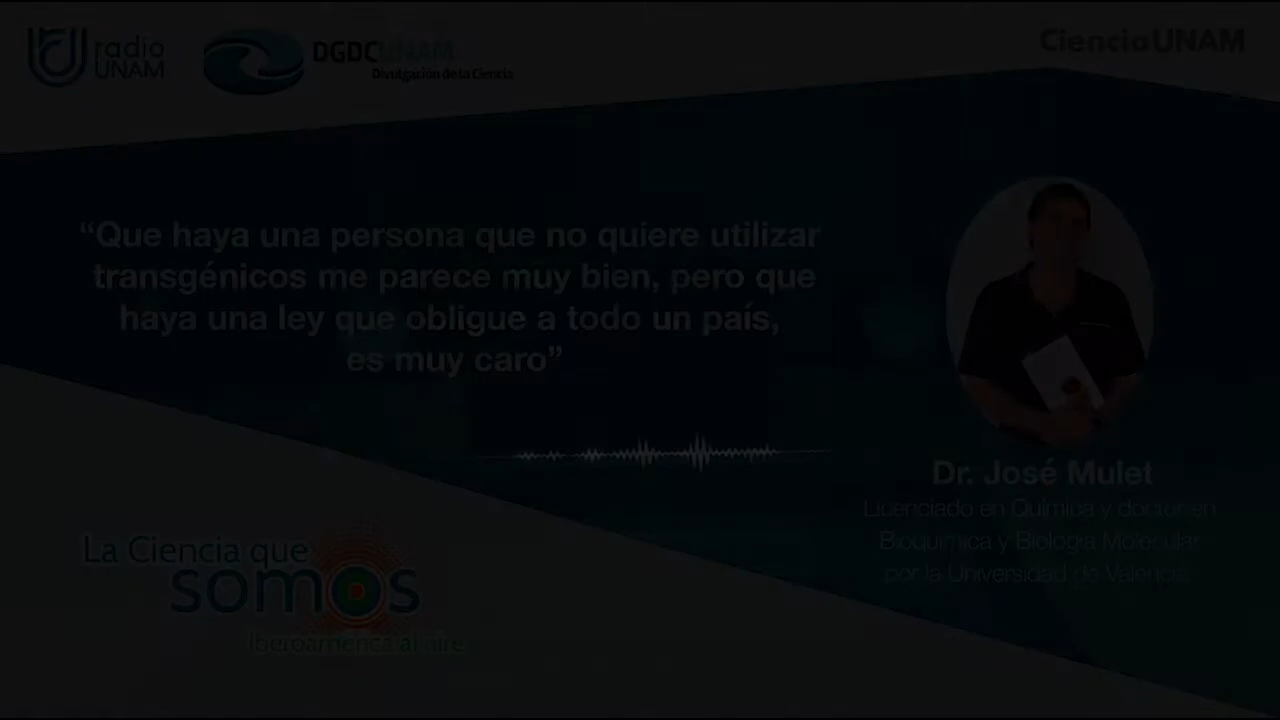 radio
UNAM
DGDCUNAM
Divulgación de la Ciencia
CienciaUNAM
“Que haya una persona que no quiere utilizar
transgénicos me parece muy bien, pero que
haya una ley que obligue a todo un país,
es muy caro”
Dr. José Mulet
Licenciado en Química y doctor en
Bioquímica y Biología Molecular
por la Universidad de Valencia.
La Ciencia que
somos
Iberoamérica al aire